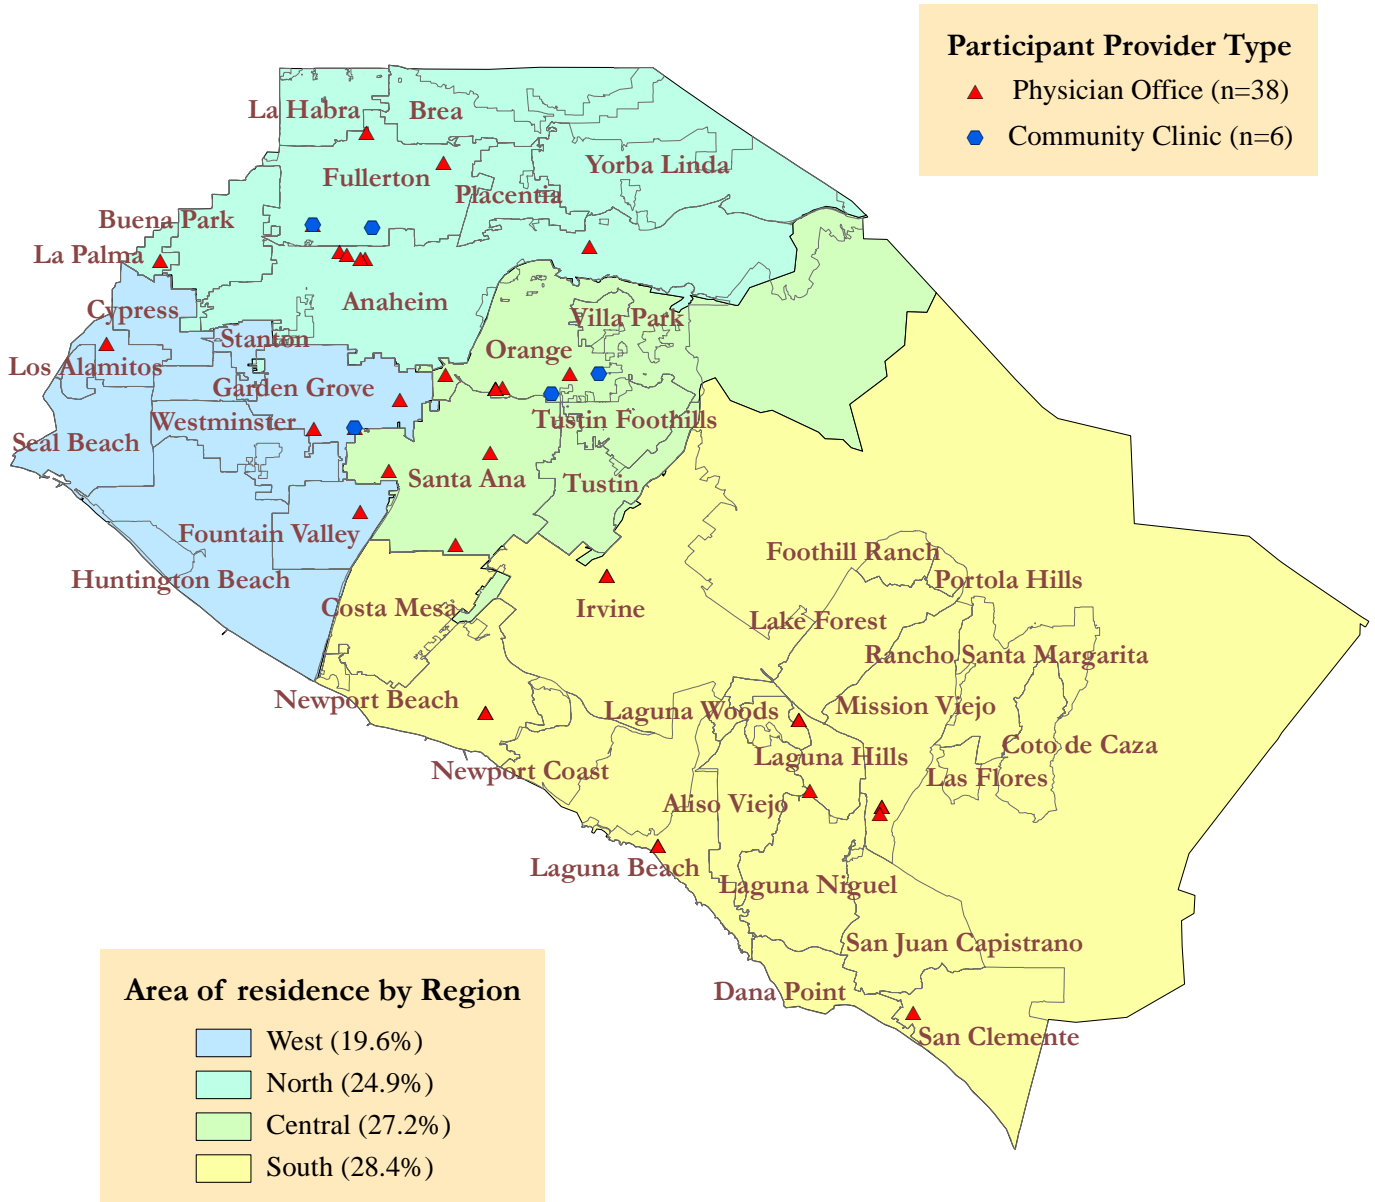 Participant Provider Type
Physician Office (n=38)
Community Clinic (n=6)
La Habra
Brea
Yorba Linda
Fullerton
Placentia
Buena Park
La Palma
Anaheim
Cypress
Villa Park
Stanton
Orange
Los Alamitos
Garden Grove
Westminster
Tustin Foothills
Seal Beach
Santa Ana
Tustin
Fountain Valley
Foothill Ranch
Huntington Beach
Portola Hills
Costa Mesa
Irvine
Lake Forest
Rancho Santa Margarita
Newport Beach
Laguna Woods
Mission Viejo
Coto de Caza
Laguna Hills
Newport Coast
Las Flores
Aliso Viejo
Laguna Beach
Laguna Niguel
San Juan Capistrano
Dana Point
San Clemente
Area of residence by Region
West (19.6%)
North (24.9%)
Central (27.2%)
South (28.4%)